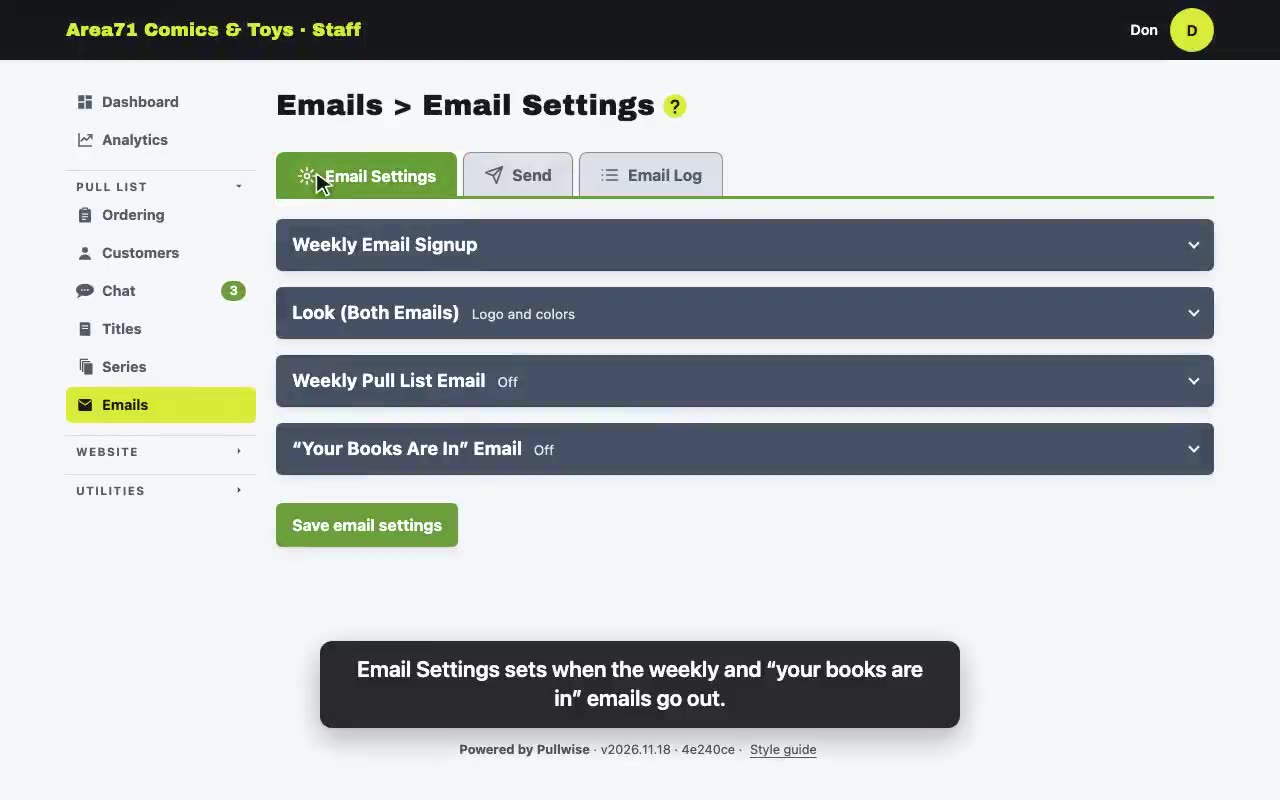 Area71 Comics & Toys · Staff
Don
D
Dashboard
Analytics
PULL LIST
Ordering
Customers
Chat
3
Titles
Series
Emails
WEBSITE
UTILITIES
Emails > Email Settings
?
Email Settings
Send
Email Log
Weekly Email Signup
Look (Both Emails) Logo and colors
Weekly Pull List Email Off
“Your Books Are In” Email Off
Save email settings
Email Settings sets when the weekly and “your books are
in” emails go out.
Powered by Pullwise · v2026.11.18 · 4e240ce · Style guide